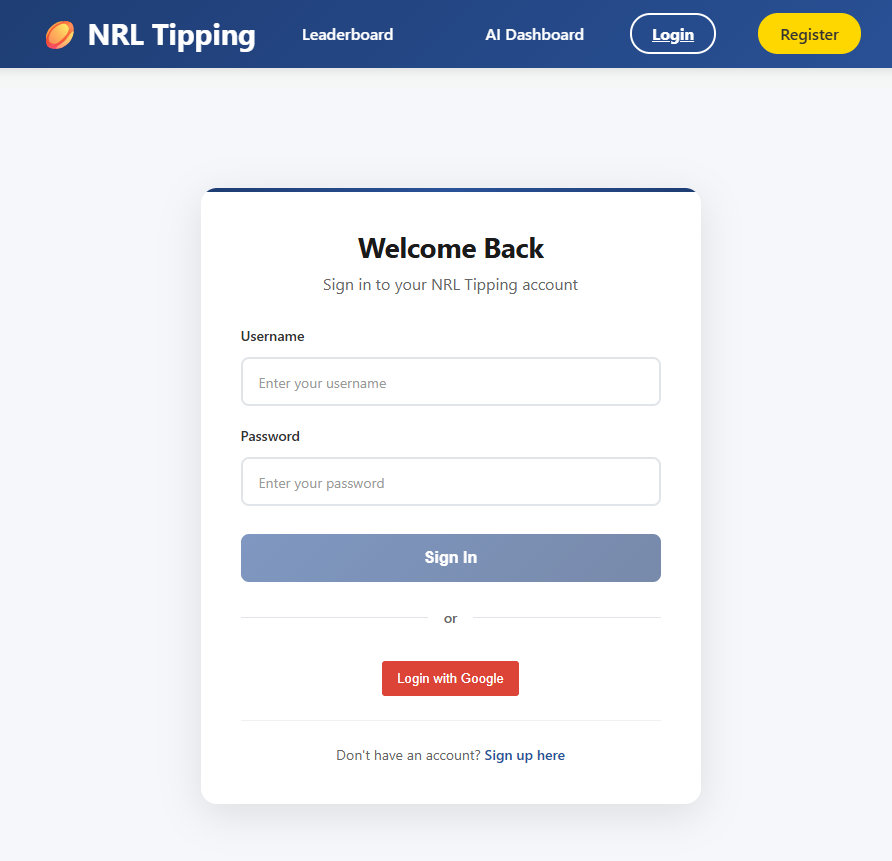 NRL Tipping Leaderboard AI Dashboard Login Register
Welcome Back
Sign in to your NRL Tipping account
Username
Enter your username
Password
Enter your password
Sign In
or
Login with Google
Don't have an account? Sign up here